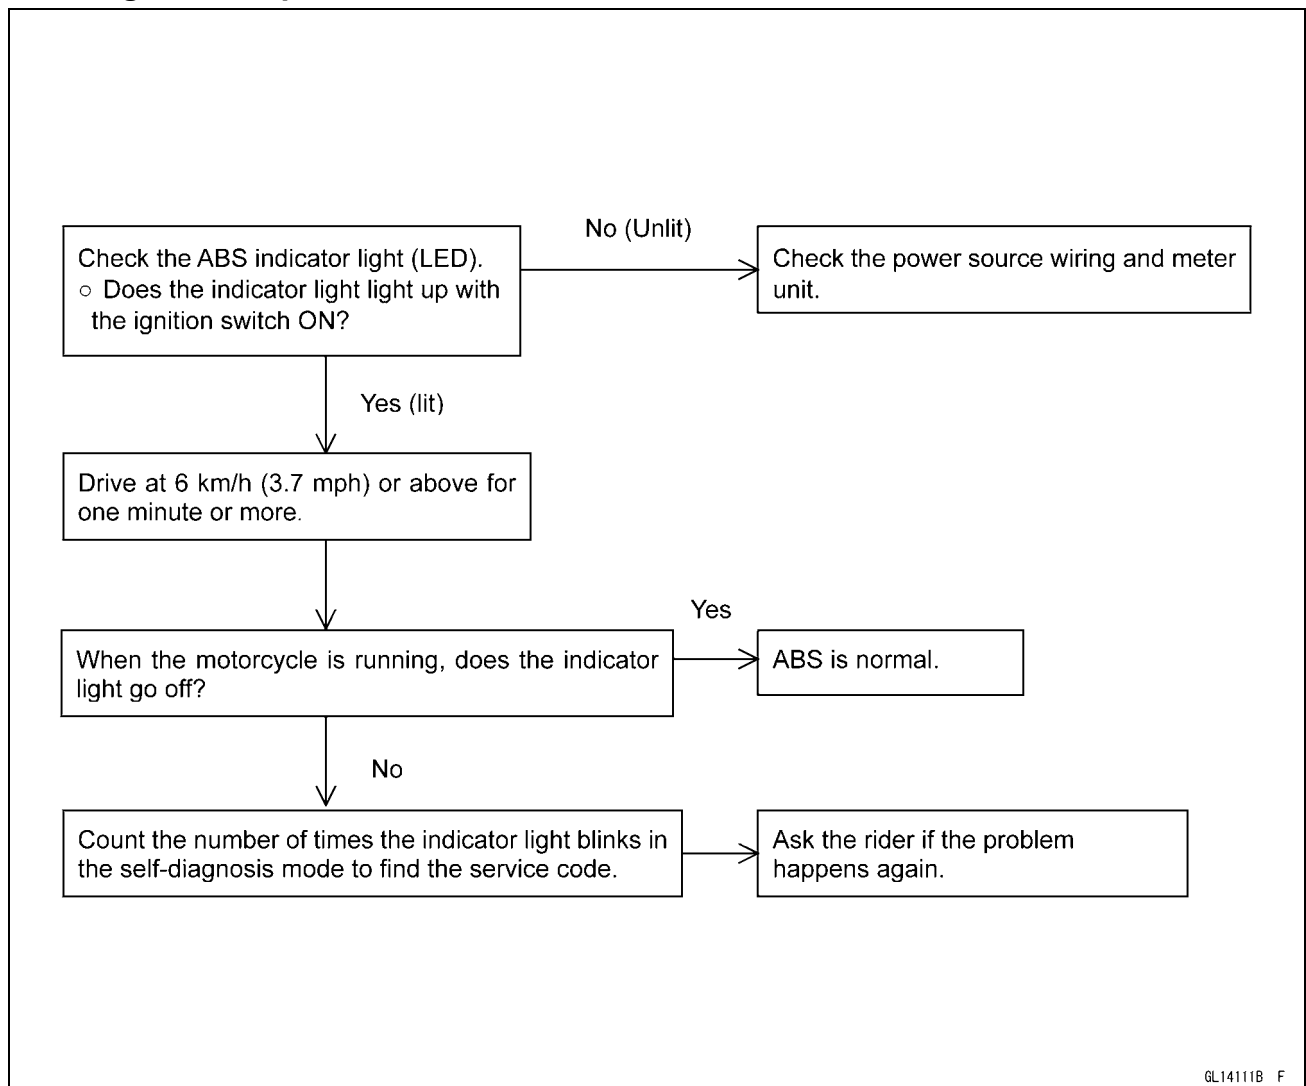 No (Unlit)
Check the ABS indicator light (LED).
○ Does the indicator light light up with
the ignition switch ON?
Check the power source wiring and meter
unit.
Yes (lit)
Drive at 6 km/h (3.7 mph) or above for
one minute or more.
Yes
When the motorcycle is running, does the indicator
light go off?
ABS is normal.
No
Count the number of times the indicator light blinks in
the self-diagnosis mode to find the service code.
Ask the rider if the problem
happens again.
GL14111B F